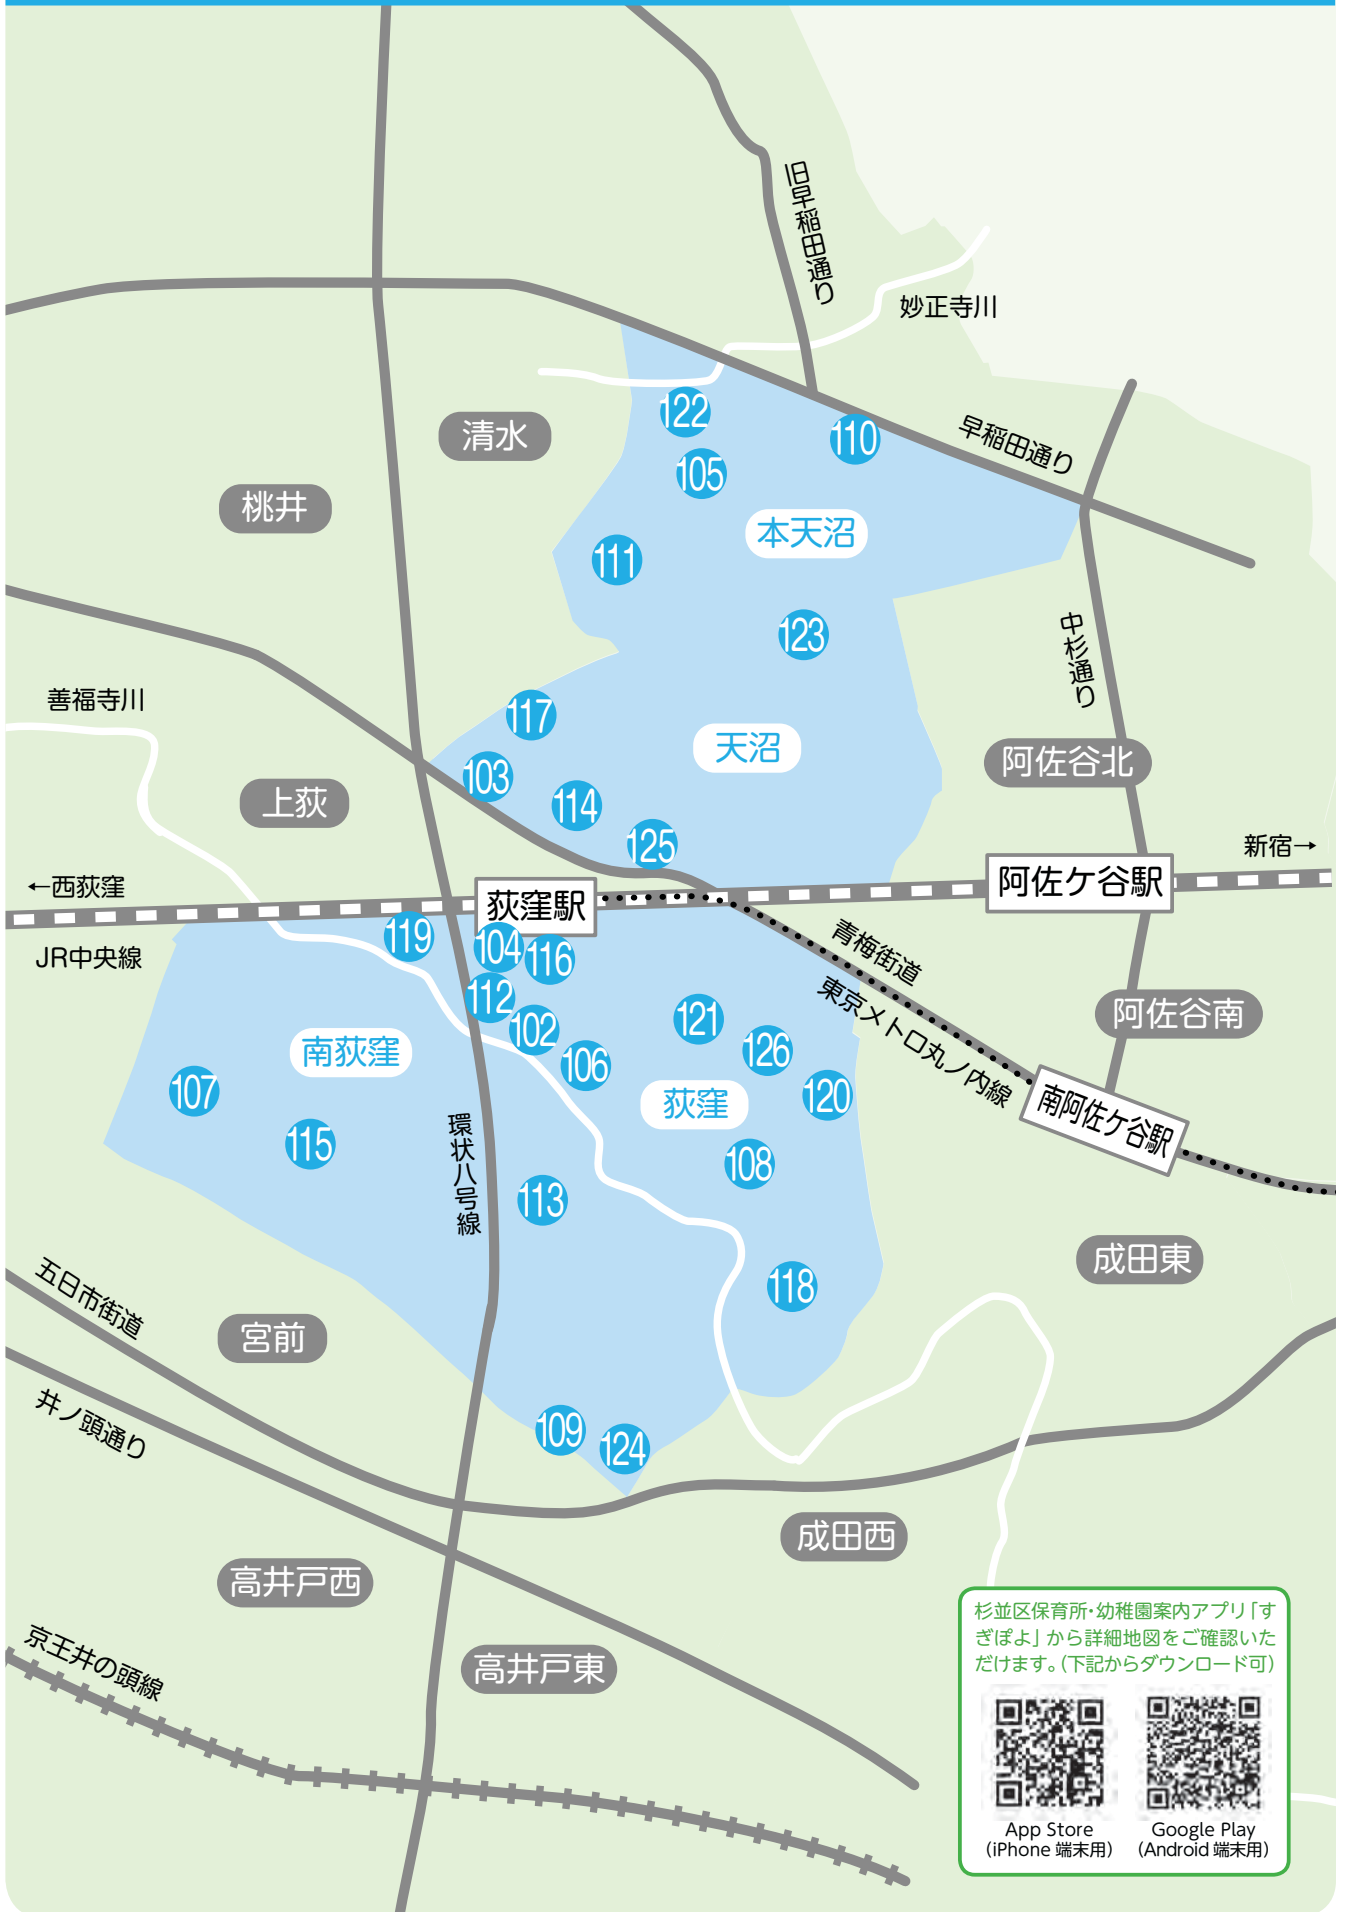 旧早稲田通り
妙正寺川
122
清水
110
早稲田通り
105
桃井
本天沼
111
中杉通り
123
善福寺川
117
天沼
阿佐谷北
103
上荻
114
125
新宿→
←西荻窪
阿佐ケ谷駅
荻窪駅
JR中央線
119
104
116
青梅街道
112
東京メトロ丸ノ内線
阿佐谷南
121
102
南荻窪
126
106
107
荻窪
120
南阿佐ケ谷駅
環状八号線
115
108
113
成田東
五日市街道
118
宮前
井ノ頭通り
109
124
成田西
高井戸西
京王井の頭線
高井戸東
杉並区保育所・幼稚園案内アプリ「す
ぎぽよ」から詳細地図をご確認いた
だけます。(下記からダウンロード可)
App Store
(iPhone 端末用)
Google Play
(Android 端末用)